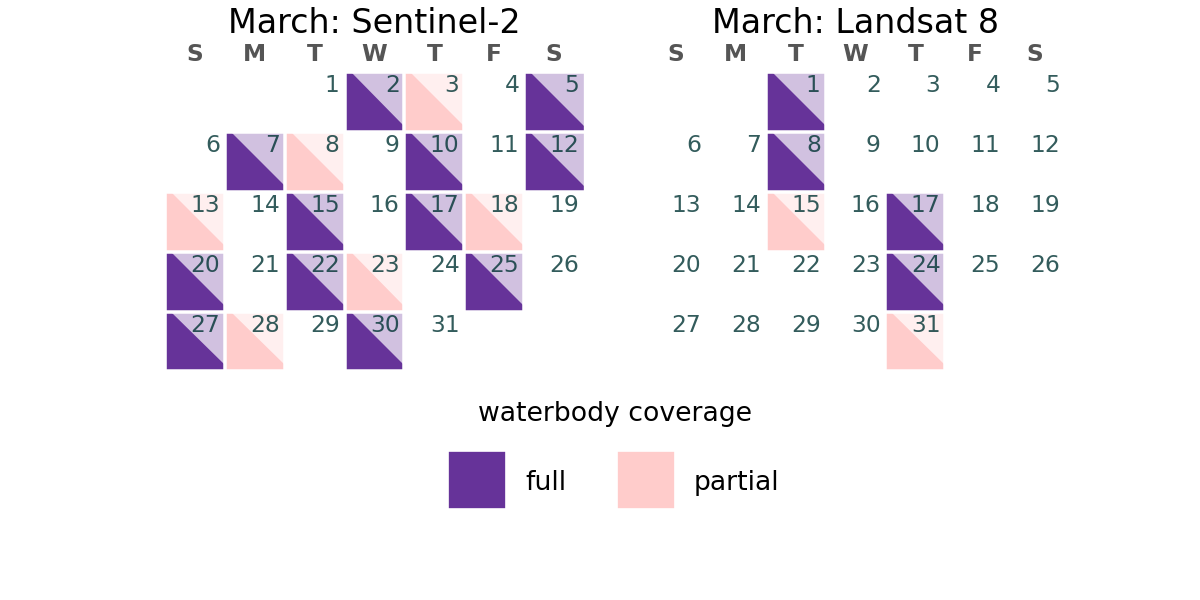 March: Sentinel-2
S M T W T F S
1 2 3 4 5
6 7 8 9 10 11 12
13 14 15 16 17 18 19
20 21 22 23 24 25 26
27 28 29 30 31
March: Landsat 8
S M T W T F S
1 2 3 4 5
6 7 8 9 10 11 12
13 14 15 16 17 18 19
20 21 22 23 24 25 26
27 28 29 30 31
waterbody coverage
full
partial